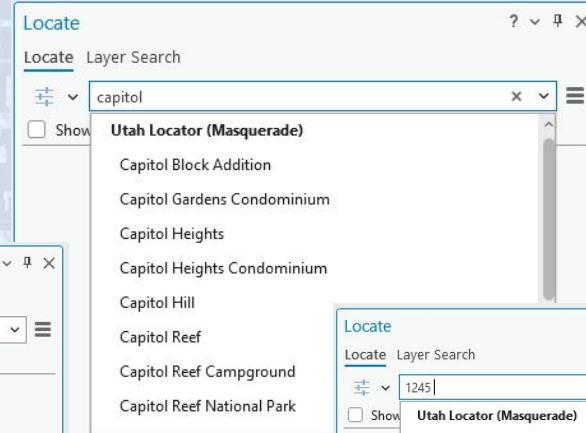 Locate
Locate Layer Search
capitol
Show
Utah Locator (Masquerade)
Capitol Block Addition
Capitol Gardens Condominium
Capitol Heights
Capitol Heights Condominium
Capitol Hill
Capitol Reef
Capitol Reef Campground
Capitol Reef National Park
Locate
Locate Layer Search
1245
Show
Utah Locator (Masquerade)